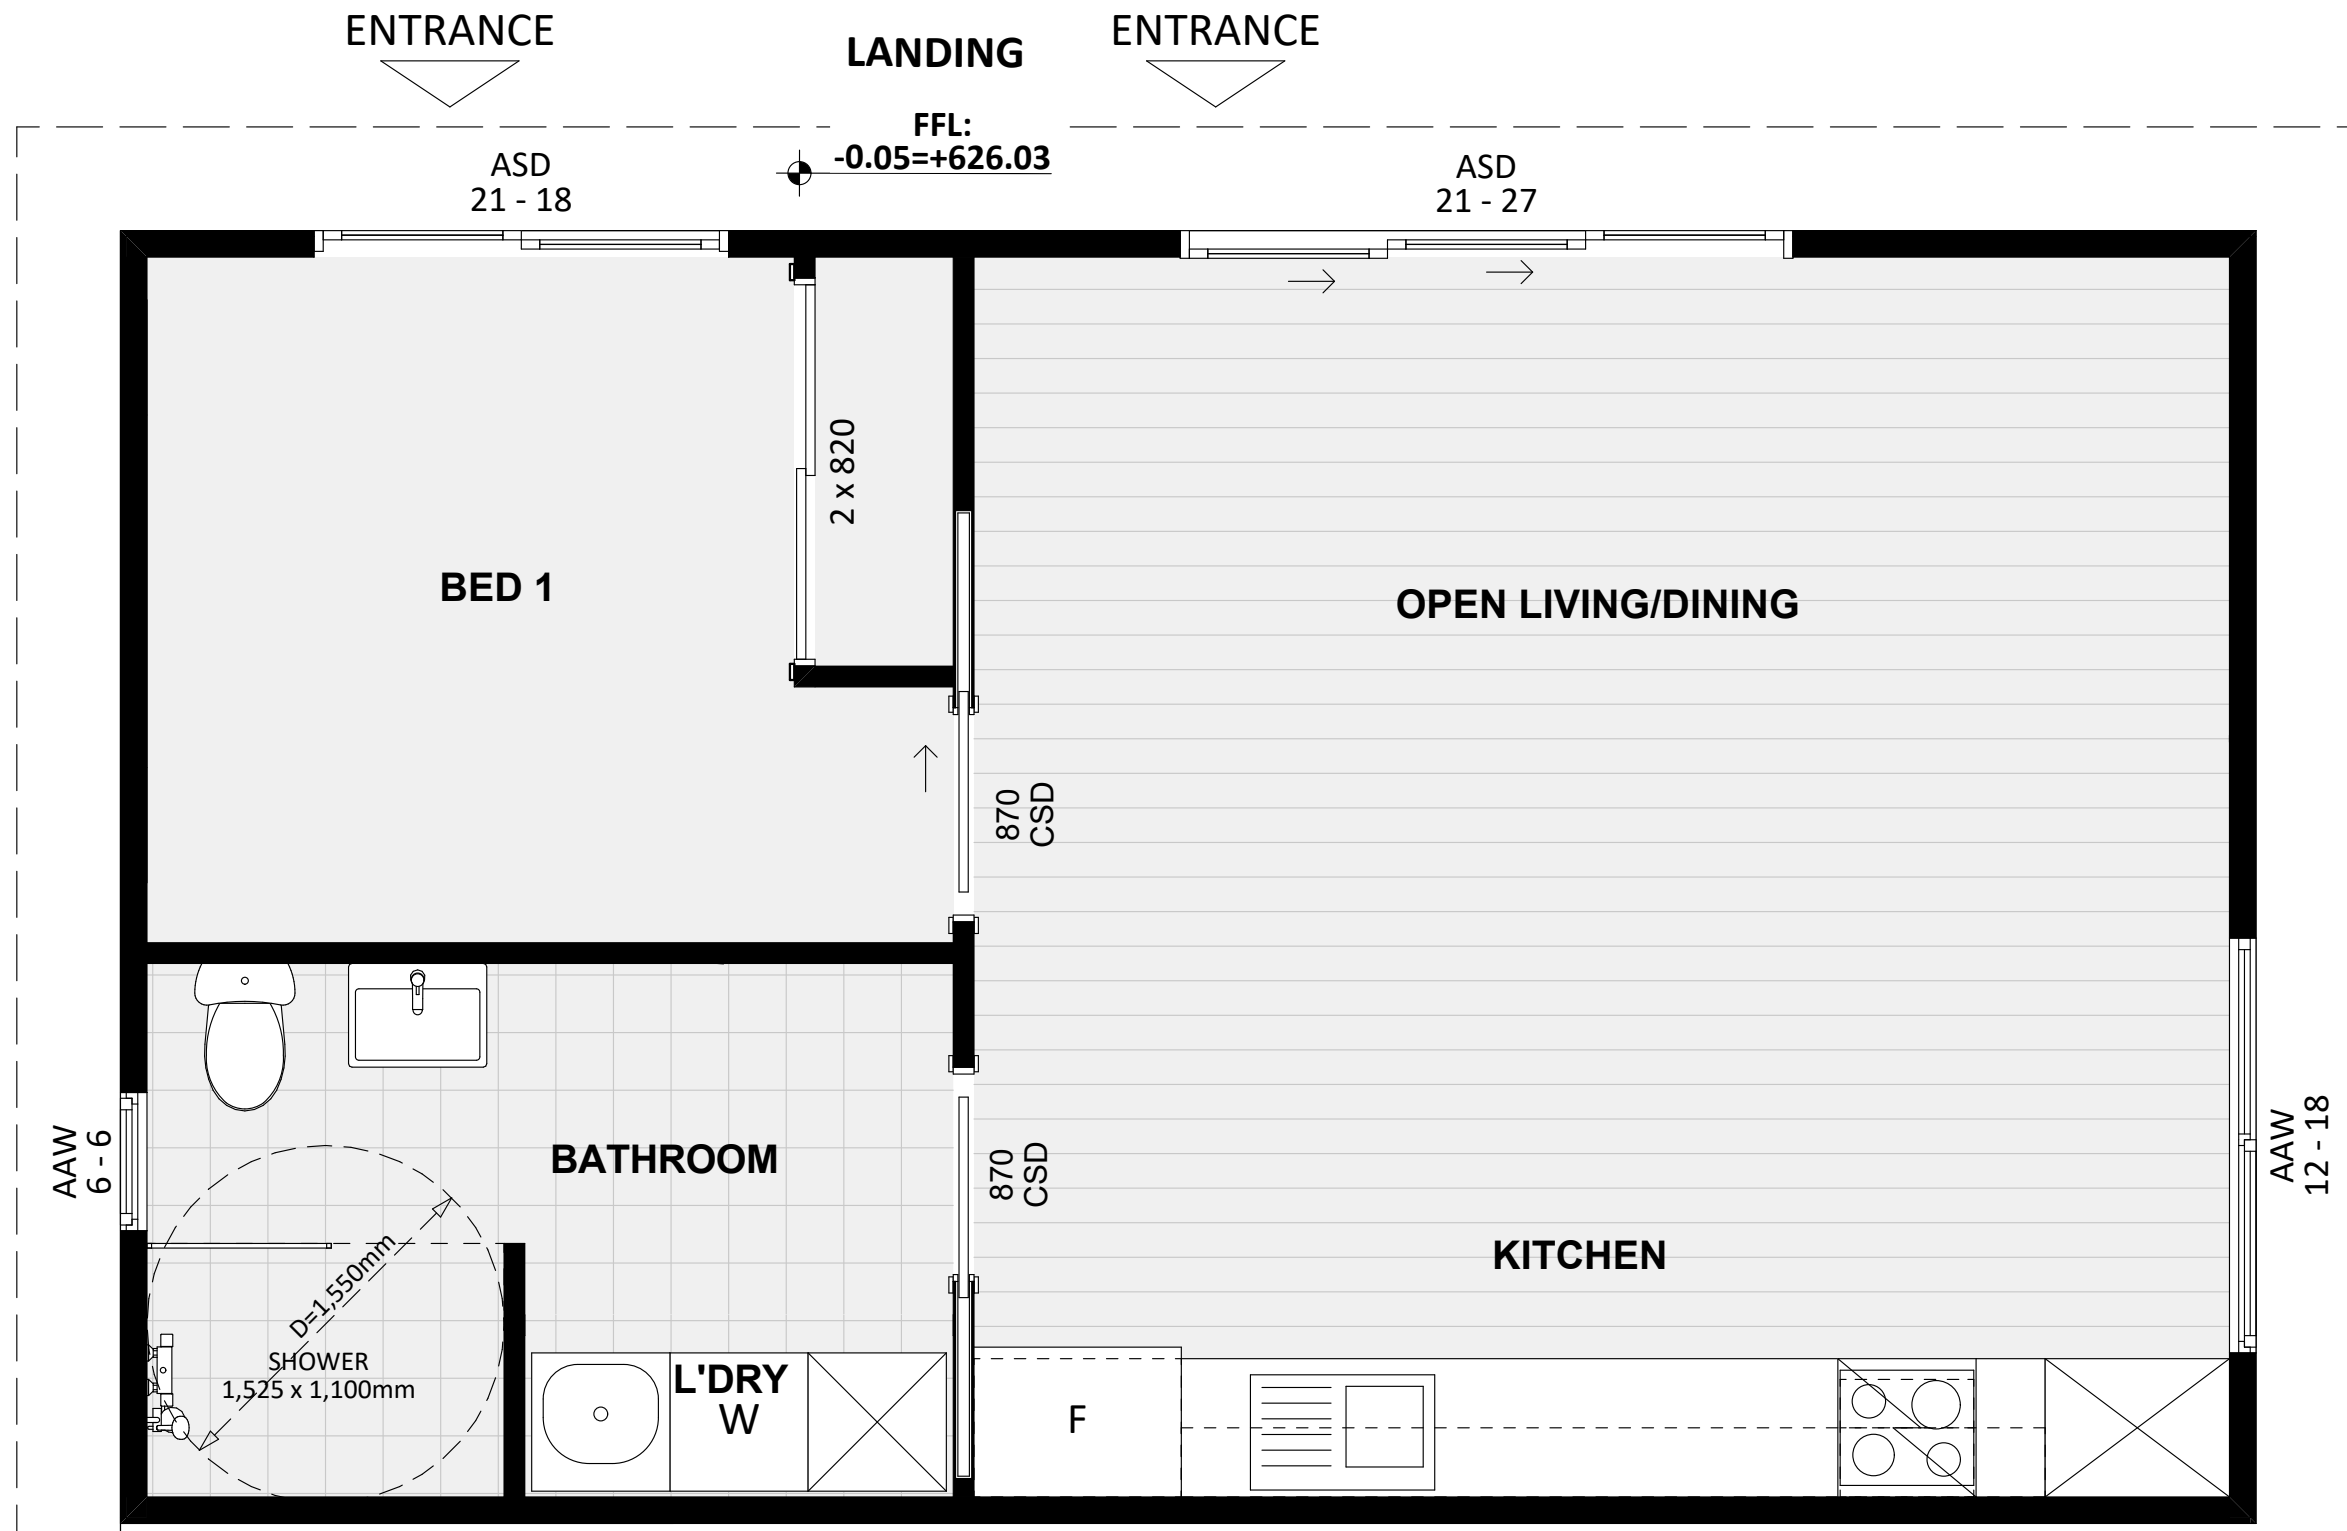 ENTRANCE
LANDING
ENTRANCE
FFL:
-0.05=+626.03
ASD
21 - 18
ASD
21 - 27
2 x 820
BED 1
OPEN LIVING/DINING
870
CSD
BATHROOM
870
CSD
AAW
6 - 6
AAW
12 - 18
KITCHEN
D=1,550mm
SHOWER
1,525 x 1,100mm
L'DRY
W
F